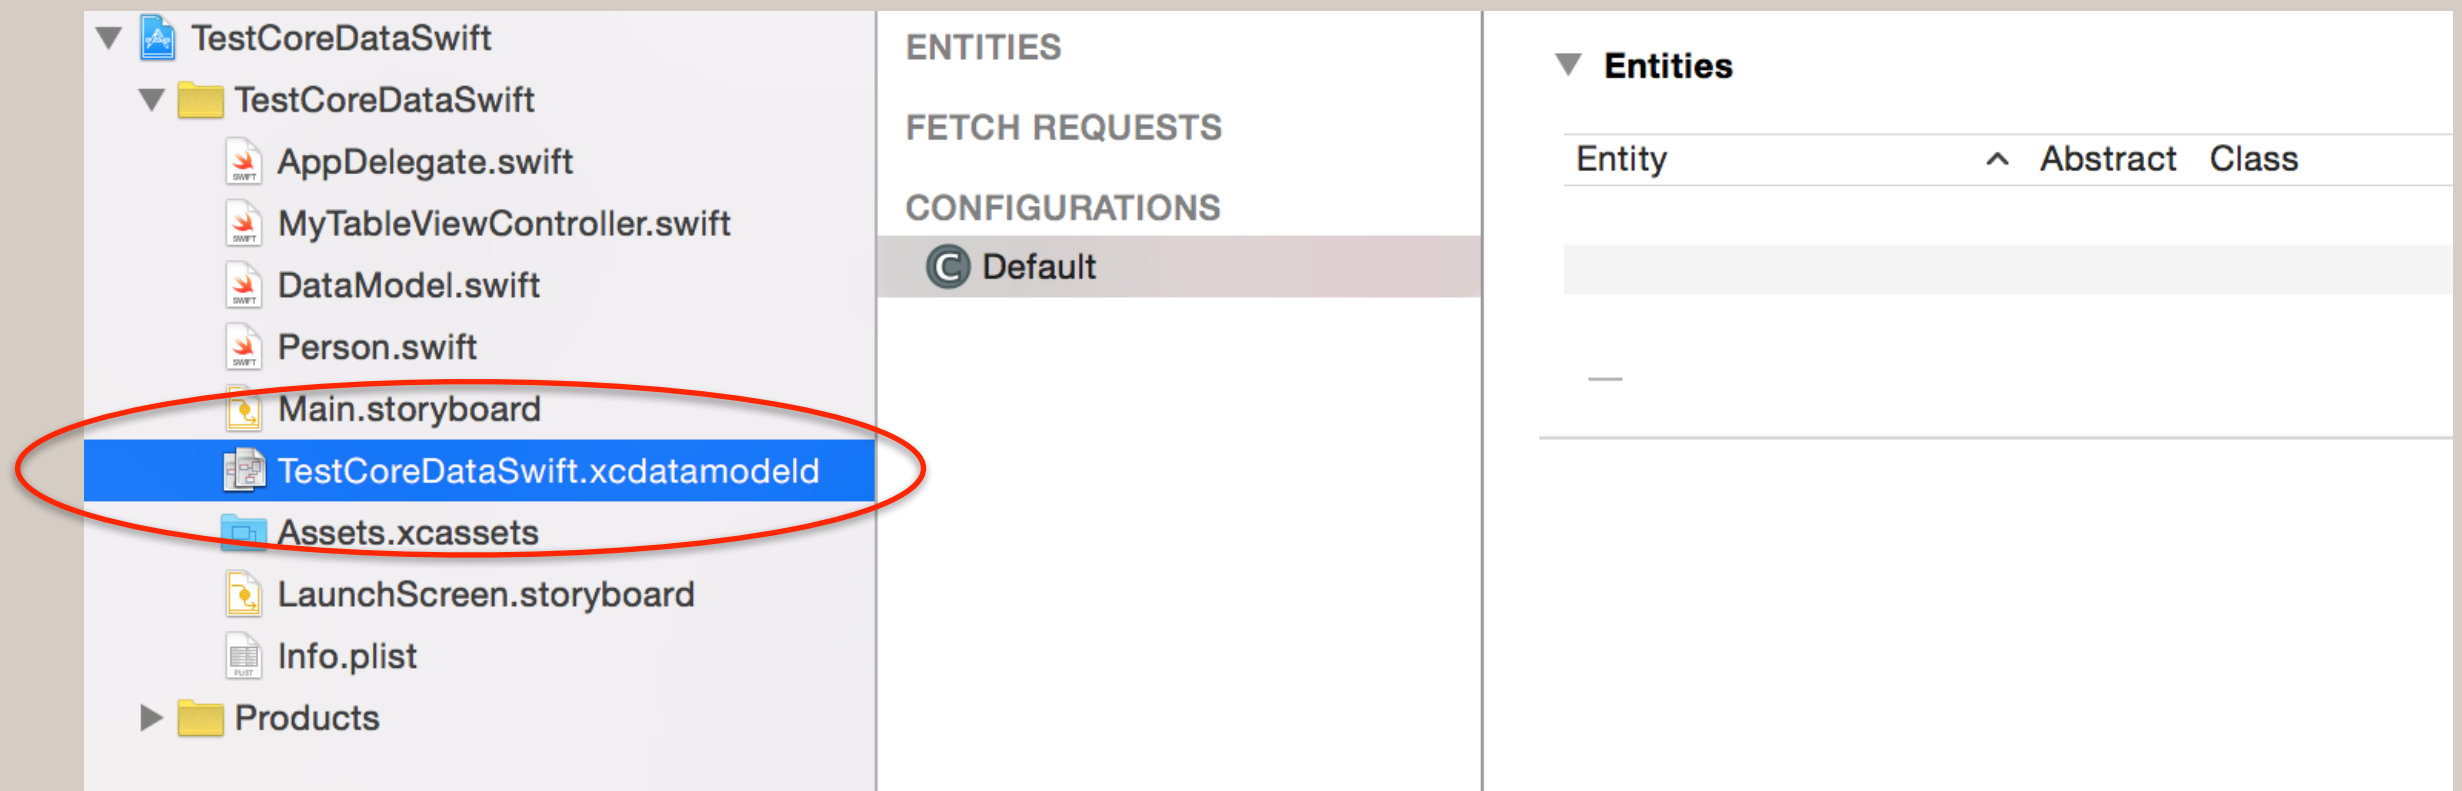 TestCoreDataSwift
TestCoreDataSwift
AppDelegate.swift
MyTableViewController.swift
DataModel.swift
Person.swift
Main.storyboard
TestCoreDataSwift.xcdatamodeld
Assets.xcassets
LaunchScreen.storyboard
Info.plist
Products
ENTITIES
FETCH REQUESTS
CONFIGURATIONS
C Default
Entities
Entity Abstract Class